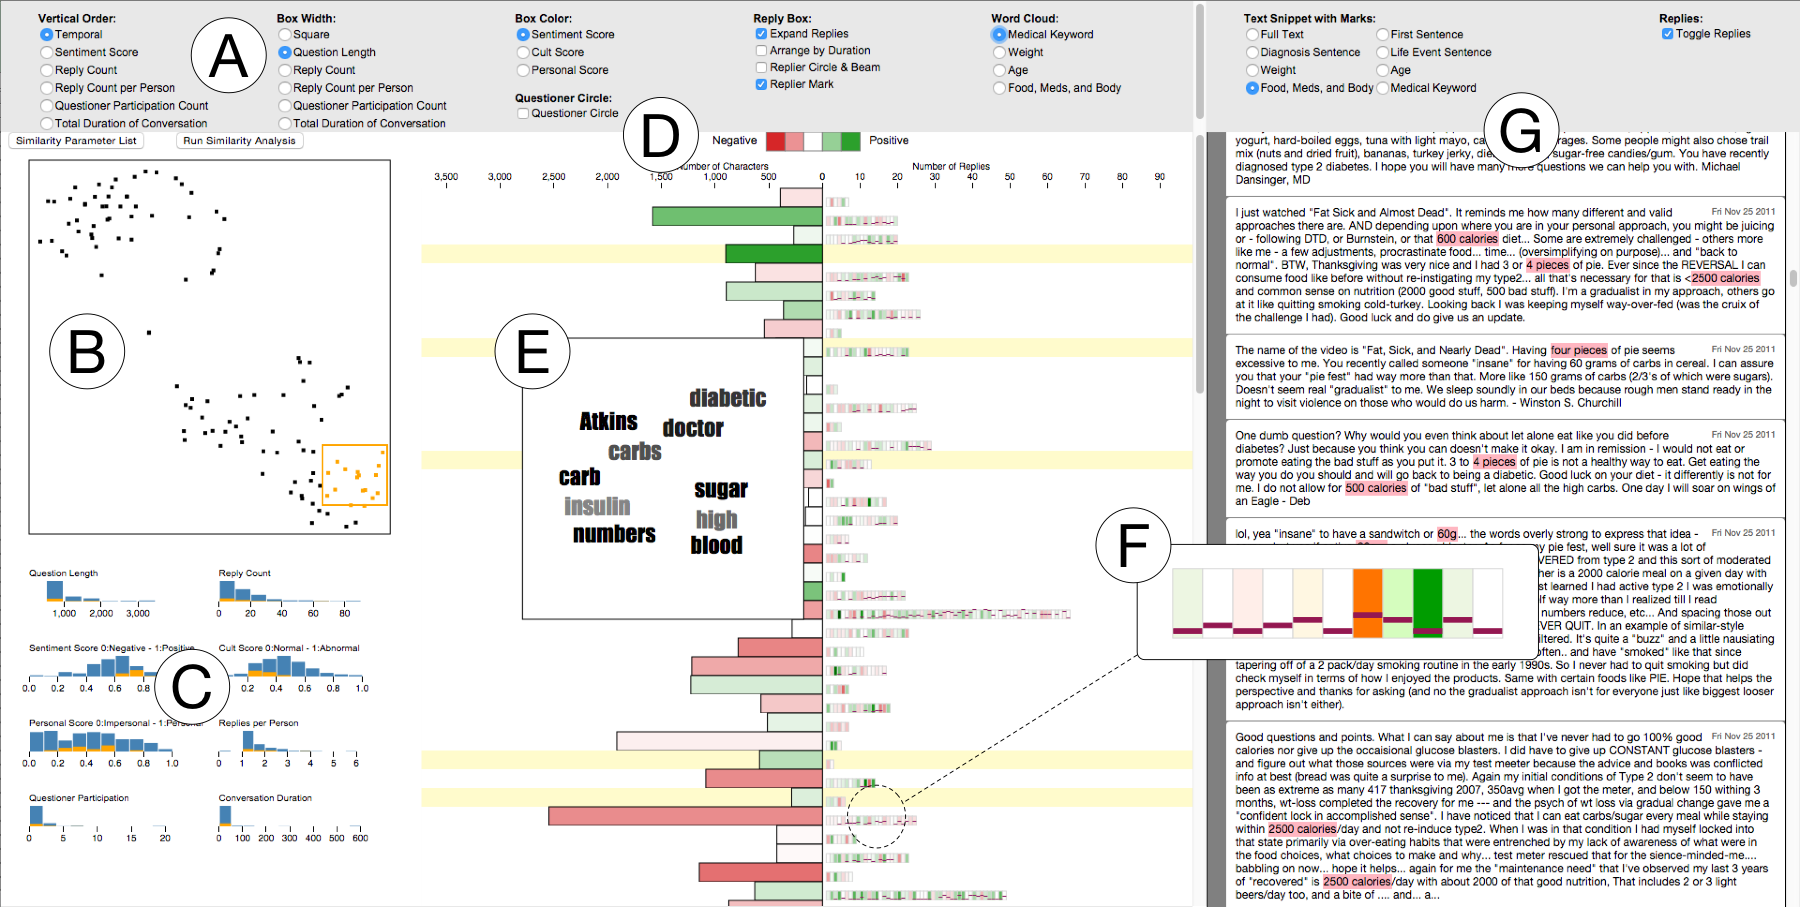 Vertical Order:
Temporal
Sentiment Score
Reply Count
Reply Count per Person
Questioner Participation Count
Total Duration of Conversation
A
Box Width:
Square
Question Length
Reply Count
Reply Count per Person
Questioner Participation Count
Total Duration of Conversation
Box Color:
Sentiment Score
Cult Score
Personal Score
Questioner Circle:
Questioner Circle
Reply Box:
Expand Replies
Arrange by Duration
Replier Circle & Beam
Replier Mark
Word Cloud:
Medical Keyword
Weight
Age
Food, Meds, and Body
Text Snippet with Marks:
Full Text
First Sentence
Diagnosis Sentence
Life Event Sentence
Weight
Age
Food, Meds, and Body
Medical Keyword
Replies:
Toggle Replies
G
Similarity Parameter List
Run Similarity Analysis
B
D
Negative
Positive
Number of Characters
Number of Replies
3,500 3,000 2,500 2,000 1,500 1,000 500 0 10 20 30 40 50 60 70 80 90
E
diabetic
Atkins
doctor
carbs
carb
sugar
insulin
high
numbers
blood
F
Question Length
1,000 2,000 3,000
Reply Count
0 20 40 60 80
Sentiment Score 0:Negative - 1:Positive
0.0 0.2 0.4 0.6 0.8
Cult Score 0:Normal - 1:Abnormal
0.2 0.4 0.6 0.8 1.0
C
Personal Score 0:Impersonal - 1:Personal
0.0 0.2 0.4 0.6 0.8 1.0
Replies per Person
0 1 2 3 4 5 6
Questioner Participation
0 5 10 15 20
Conversation Duration
0 100 200 300 400 500 600
yogurt, hard-boiled eggs, tuna with light mayo, rages. Some people might also chose trail
mix (nuts and dried fruit), bananas, turkey jerky, sugar-free candies/gum. You have recently
diagnosed type 2 diabetes. I hope you will have many more questions we can help you with. Michael
Dansinger, MD
I just watched "Fat Sick and Almost Dead". It reminds me how many different and valid
Fri Nov 25 2011
approaches there are. AND depending upon where you are in your personal approach, you might be juicing
or - following DTD, or Burnstein, or that 600 calories diet... Some are extremely challenged - others more
like me - a few adjustments, procrastinate food... time... (oversimplifying on purpose)... and "back to
normal". BTW, Thanksgiving was very nice and I had 3 or 4 pieces of pie. Ever since the REVERSAL I can
consume food like before without re-instigating my type2... all that's necessary for that is <2500 calories
and common sense on nutrition (2000 good stuff, 500 bad stuff). I'm a gradualist in my approach, others go
at it like quitting smoking cold-turkey. Looking back I was keeping myself way-over-fed (was the cruix of
the challenge I had). Good luck and do give us an update.
The name of the video is "Fat, Sick, and Nearly Dead". Having four pieces of pie seems
Fri Nov 25 2011
excessive to me. You recently called someone "insane" for having 60 grams of carbs in cereal. I can assure
you that your "pie fest" had way more than that. More like 150 grams of carbs (2/3's of which were sugars).
Doesn't seem real "gradualist" to me. We sleep soundly in our beds because rough men stand ready in the
night to visit violence on those who would do us harm. - Winston S. Churchill
One dumb question? Why would you even think about let alone eat like you did before
Fri Nov 25 2011
diabetes? Just because you think you can doesn't make it okay. I am in remission - I would not eat or
promote eating the bad stuff as you put it. 3 to 4 pieces of pie is not a healthy way to eat. Get eating the
way you do you should and will go back to being a diabetic. Good luck on your diet - it differently is not for
me. I do not allow for 500 calories of "bad stuff", let alone all the high carbs. One day I will soar on wings of
an Eagle - Deb
lol, yea "insane" to have a sandwitch or 60g... the words overly strong to express that idea -
Fri Nov 25 2011
y pie fest, well sure it was a lot of
VERED from type 2 and this sort of moderated
her is a 2000 calorie meal on a given day with
st learned I had active type 2 I was emotionally
lf way more than I realized till I read
numbers reduce, etc... And spacing those out
EVER QUIT. In an example of similar-style
iltered. It's quite a "buzz" and a little nausiating
often.. and have "smoked" like that since
tapering off of a 2 pack/day smoking routine in the early 1990s. So I never had to quit smoking but did
check myself in terms of how I enjoyed the products. Same with certain foods like PIE. Hope that helps the
perspective and thanks for asking (and no the gradualist approach isn't for everyone just like biggest looser
approach isn't either).
Good questions and points. What I can say about me is that I've never had to go 100% good
Fri Nov 25 2011
calories nor give up the occaisional glucose blasters. I did have to give up CONSTANT glucose blasters -
and figure out what those sources were via my test meeter because the advice and books was conflicted
info at best (bread was quite a surprise to me). Again my initial conditions of Type 2 don't seem to have
been as extreme as many 417 thanksgiving 2007, 350avg when I got the meter, and below 150 withing 3
months, wt-loss completed the recovery for me --- and the psych of wt loss via gradual change gave me a
"confident lock in accomplished sense". I have noticed that I can eat carbs/sugar every meal while staying
within 2500 calories/day and not re-induce type2. When I was in that condition I had myself locked into
that state primarily via over-eating habits that were entrenched by my lack of awareness of what were in
the food choices, what choices to make and why... test meter rescued that for the sience-minded-me....
babbling on now... hope it helps... again for me the "maintenance need" that I've observed my last 3 years
of "recovered" is 2500 calories/day with about 2000 of that good nutrition, That includes 2 or 3 light
beers/day too, and a bite of .... and... a...